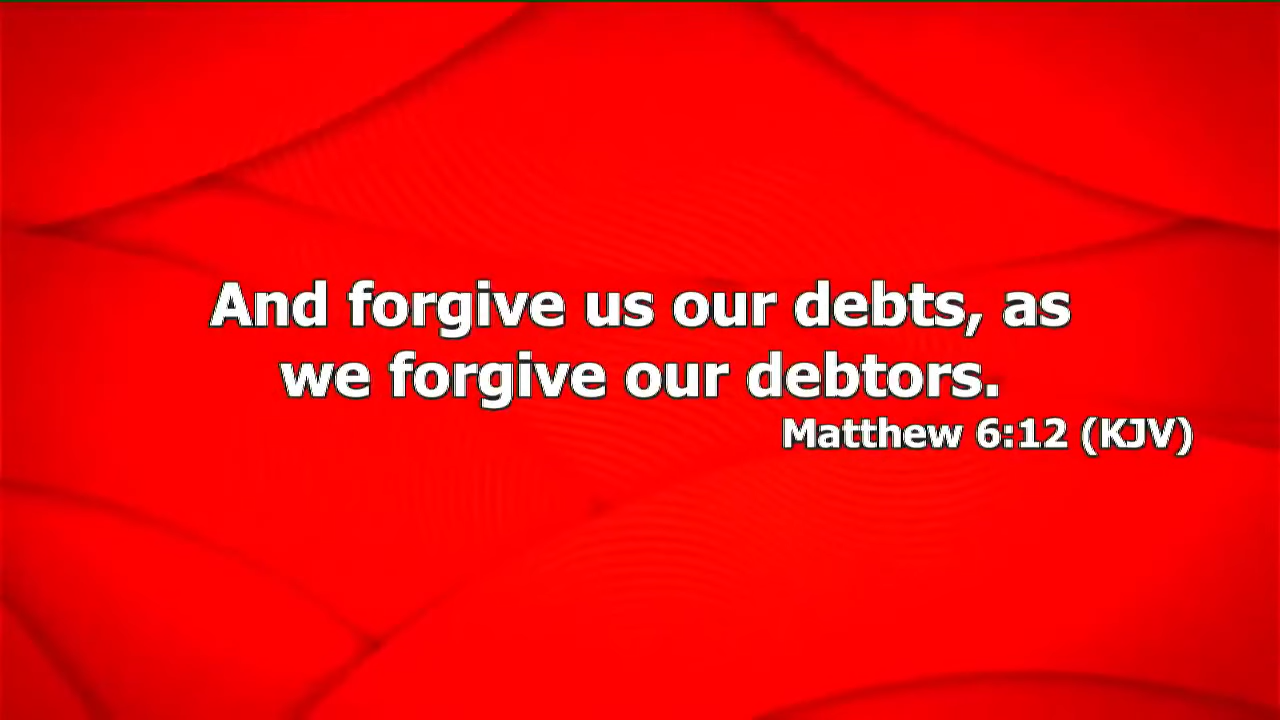 And forgive us our debts, as
we forgive our debtors.
Matthew 6:12 (KJV)